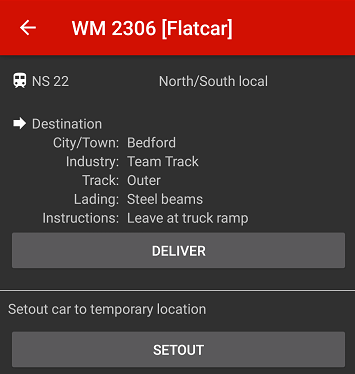 WM 2306 [Flatcar]
NS 22 North/South local
Destination
City/Town: Bedford
Industry: Team Track
Track: Outer
Lading: Steel beams
Instructions: Leave at truck ramp
DELIVER
Setout car to temporary location
SETOUT